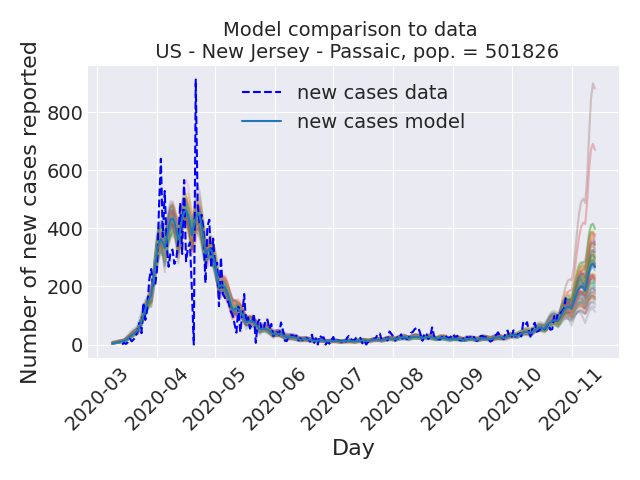 Model comparison to data
US - New Jersey - Passaic, pop. = 501826
new cases data
new cases model
Number of new cases reported
800
600
400
200
0
2020-03
2020-04
2020-05
2020-06
2020-07
2020-08
2020-09
2020-10
2020-11
Day